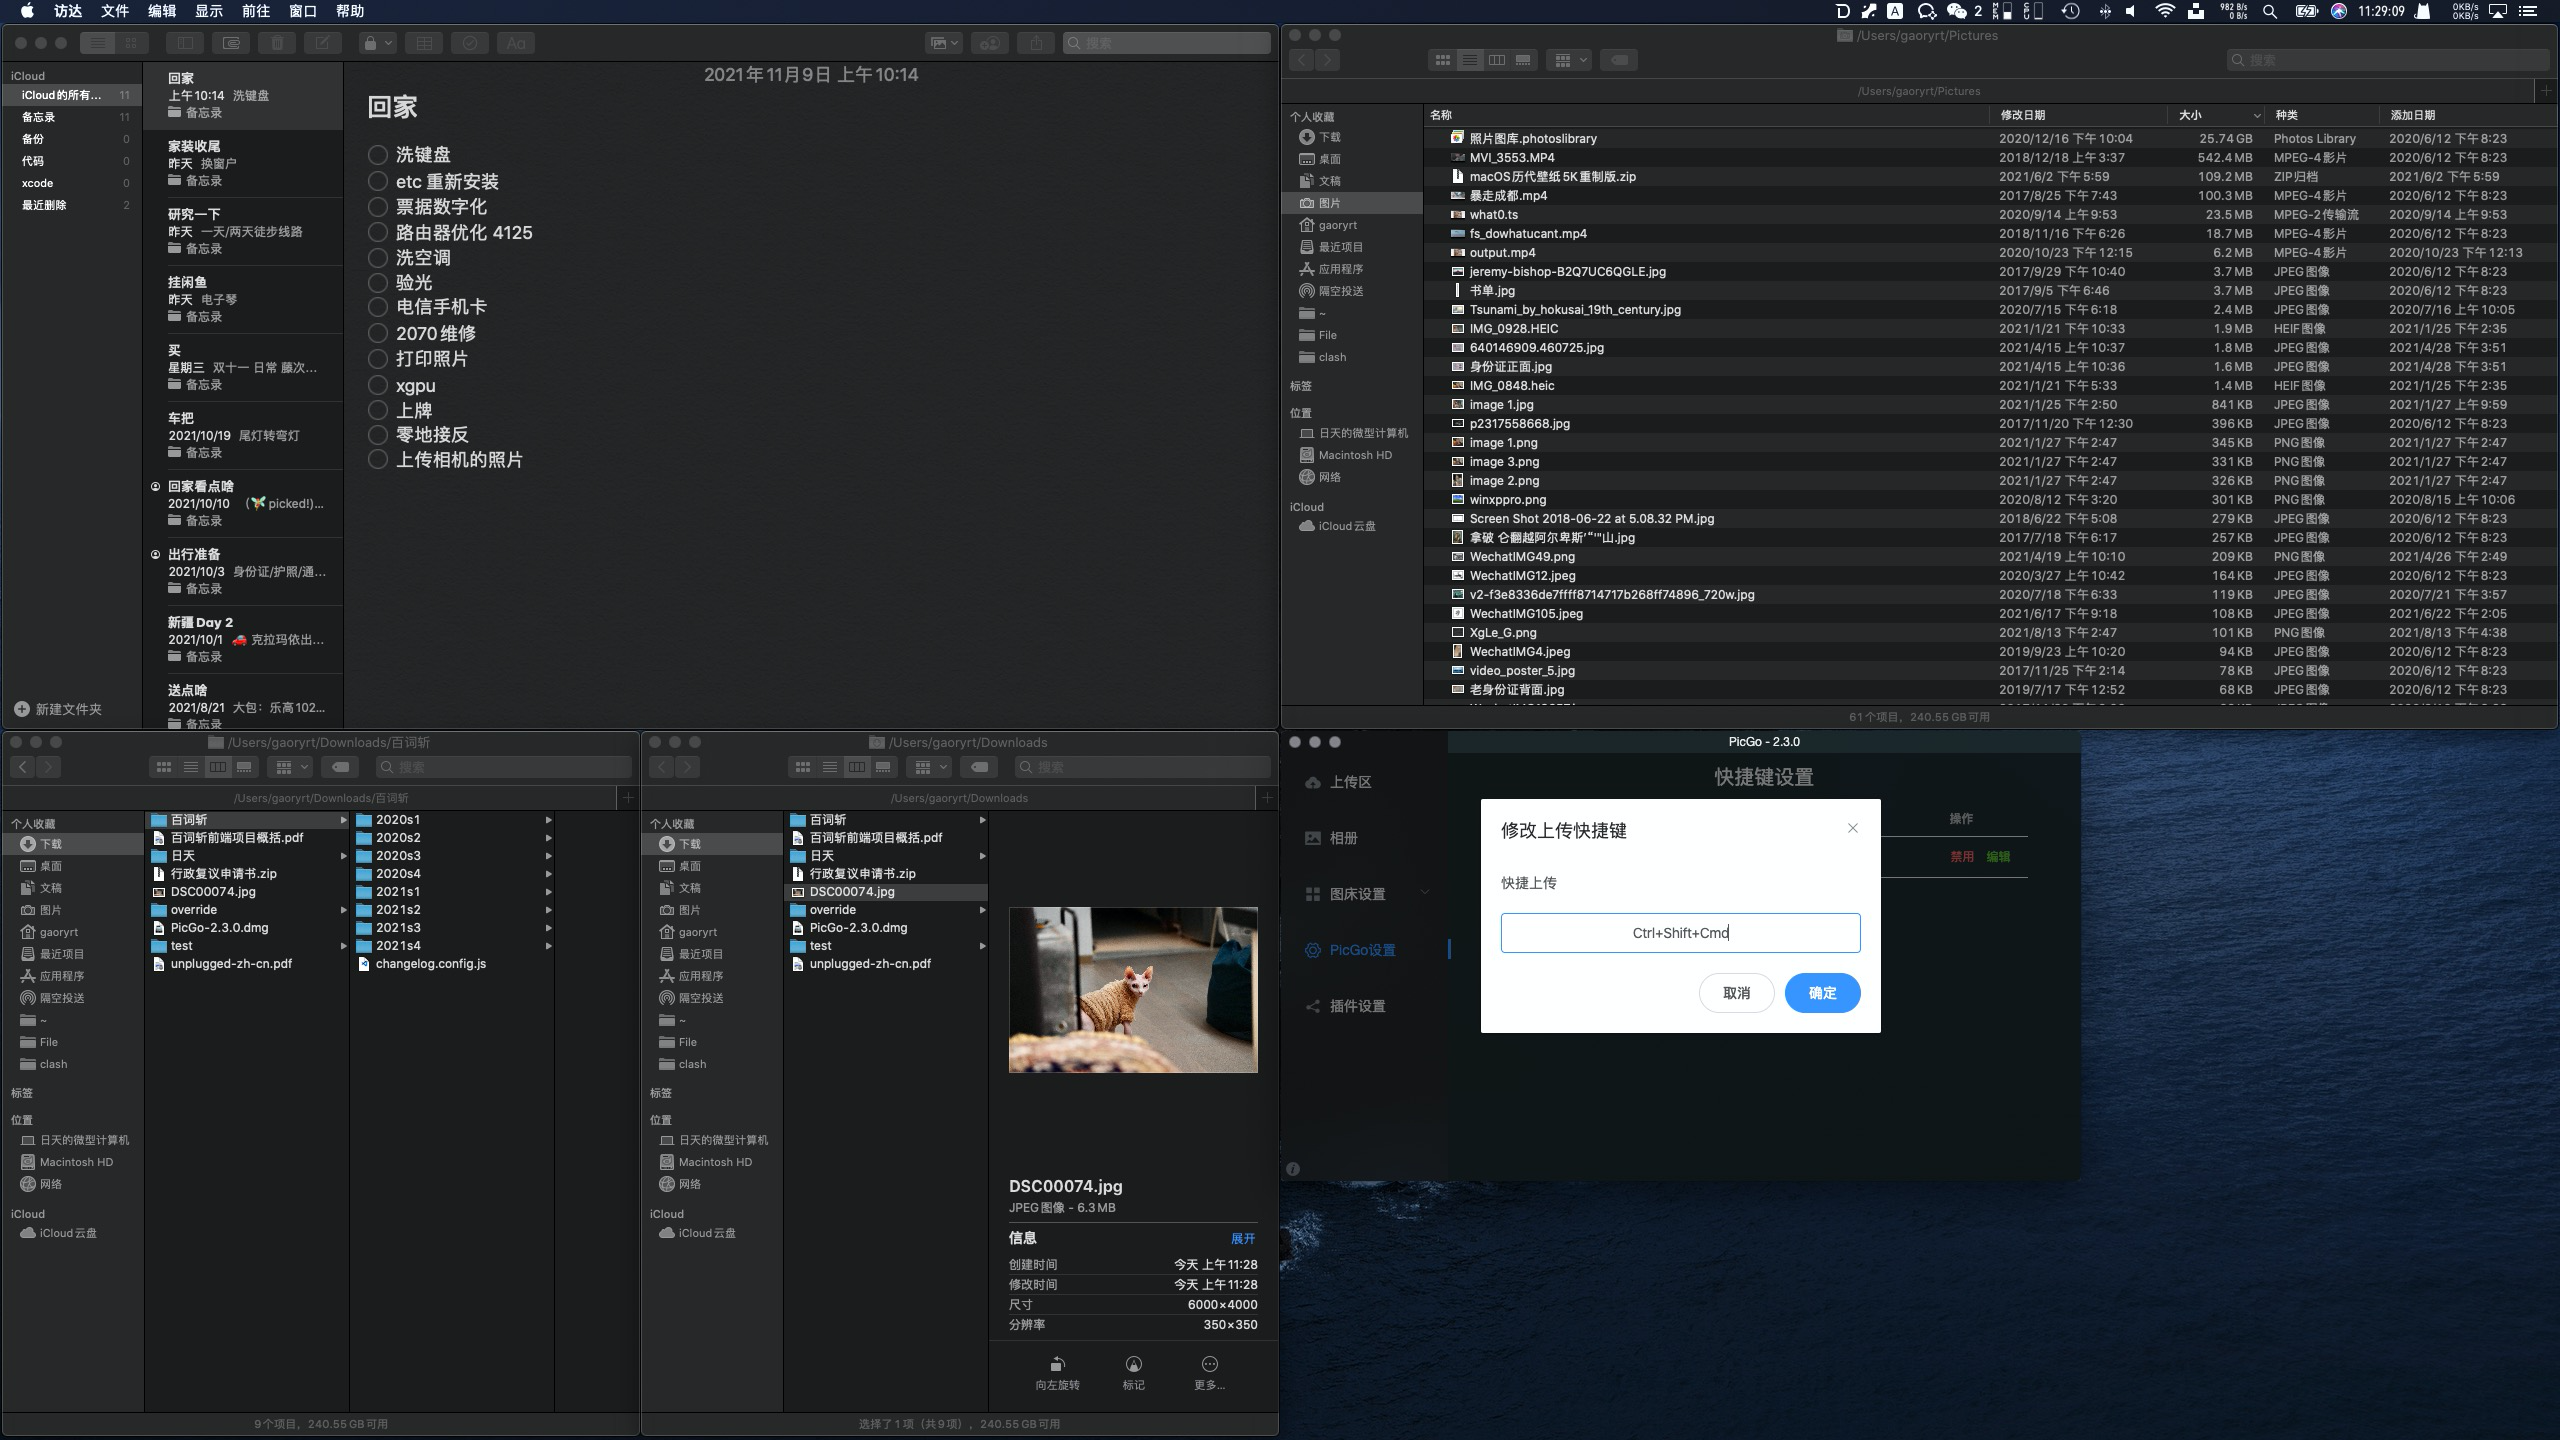 访达 文件 编辑 显示 前往 窗口 帮助
2
982 B/s
0 B/s
11:29:09
0KB/s
0KB/s
搜索
iCloud
iCloud的所有... 11
备忘录 11
备份 0
代码 0
xcode 0
最近删除 2
新建文件夹
回家
上午10:14 洗键盘
备忘录
家装收尾
昨天 换窗户
备忘录
研究一下
昨天 一天/两天徒步线路
备忘录
挂闲鱼
昨天 电子琴
备忘录
买
星期三 双十一 日常 藤次...
备忘录
车把
2021/10/19 尾灯转弯灯
备忘录
回家看点啥
2021/10/10 (🧚 picked!)...
备忘录
出行准备
2021/10/3 身份证/护照/通...
备忘录
新疆 Day 2
2021/10/1 🚗 克拉玛依出...
备忘录
送点啥
2021/8/21 大包：乐高102...
备忘录
2021年11月9日 上午10:14
回家
洗键盘
etc 重新安装
票据数字化
路由器优化 4125
洗空调
验光
电信手机卡
2070维修
打印照片
xgpu
上牌
零地接反
上传相机的照片
/Users/gaoryrt/Pictures
搜索
/Users/gaoryrt/Pictures
个人收藏
下载
桌面
文稿
图片
gaoryrt
最近项目
应用程序
隔空投送
~
File
clash
标签
位置
日天的微型计算机
Macintosh HD
网络
iCloud
iCloud云盘
名称 修改日期 大小 种类 添加日期
照片图库.photoslibrary 2020/12/16 下午10:04 25.74 GB Photos Library 2020/6/12 下午8:23
MVI_3553.MP4 2018/12/18 上午3:37 542.4 MB MPEG-4影片 2020/6/12 下午8:23
macOS历代壁纸5K重制版.zip 2021/6/2 下午5:59 109.2 MB ZIP归档 2021/6/2 下午5:59
暴走成都.mp4 2017/8/25 下午7:43 100.3 MB MPEG-4影片 2020/6/12 下午8:23
what0.ts 2020/9/14 上午9:53 23.5 MB MPEG-2传输流 2020/9/14 上午9:53
fs_dowhatucant.mp4 2018/11/16 下午6:26 18.7 MB MPEG-4影片 2020/6/12 下午8:23
output.mp4 2020/10/23 下午12:15 6.2 MB MPEG-4影片 2020/10/23 下午12:13
jeremy-bishop-B2Q7UC6QGLE.jpg 2017/9/29 下午10:40 3.7 MB JPEG图像 2020/6/12 下午8:23
书单.jpg 2017/9/5 下午6:46 3.7 MB JPEG图像 2020/6/12 下午8:23
Tsunami_by_hokusai_19th_century.jpg 2020/7/15 下午6:18 2.4 MB JPEG图像 2020/7/16 上午10:05
IMG_0928.HEIC 2021/1/21 下午10:33 1.9 MB HEIF图像 2021/1/25 下午2:35
640146909.460725.jpg 2021/4/15 上午10:37 1.8 MB JPEG图像 2021/4/28 下午3:51
身份证正面.jpg 2021/4/15 上午10:36 1.6 MB JPEG图像 2021/4/28 下午3:51
IMG_0848.heic 2021/1/21 下午5:33 1.4 MB HEIF图像 2021/1/25 下午2:35
image 1.jpg 2021/1/25 下午2:50 841 KB JPEG图像 2021/1/27 上午9:59
p2317558668.jpg 2017/11/20 下午12:30 396 KB JPEG图像 2020/6/12 下午8:23
image 1.png 2021/1/27 下午2:47 345 KB PNG图像 2021/1/27 下午2:47
image 3.png 2021/1/27 下午2:47 331 KB PNG图像 2021/1/27 下午2:47
image 2.png 2021/1/27 下午2:47 326 KB PNG图像 2021/1/27 下午2:47
winxppro.png 2020/8/12 下午3:20 301 KB PNG图像 2020/8/15 上午10:06
Screen Shot 2018-06-22 at 5.08.32 PM.jpg 2018/6/22 下午5:08 279 KB JPEG图像 2020/6/12 下午8:23
拿破 仑翻越阿尔卑斯‘“’"山.jpg 2017/7/18 下午6:17 257 KB JPEG图像 2020/6/12 下午8:23
WechatIMG49.png 2021/4/19 上午10:10 209 KB PNG图像 2021/4/26 下午2:49
WechatIMG12.jpeg 2020/3/27 上午10:42 164 KB JPEG图像 2020/6/12 下午8:23
v2-f3e8336de7ffff8714717b268ff74896_720w.jpg 2020/7/18 下午6:33 119 KB JPEG图像 2020/7/21 下午3:57
WechatIMG105.jpeg 2021/6/17 下午9:18 108 KB JPEG图像 2021/6/22 下午2:05
XgLe_G.png 2021/8/13 下午2:47 101 KB PNG图像 2021/8/13 下午4:38
WechatIMG4.jpeg 2019/9/23 上午10:20 94 KB JPEG图像 2020/6/12 下午8:23
video_poster_5.jpg 2017/11/25 下午2:14 78 KB JPEG图像 2020/6/12 下午8:23
老身份证背面.jpg 2019/7/17 下午12:52 68 KB JPEG图像 2020/6/12 下午8:23
61个项目，240.55 GB可用
/Users/gaoryrt/Downloads/百词斩
搜索
/Users/gaoryrt/Downloads/百词斩
个人收藏
下载
桌面
文稿
图片
gaoryrt
最近项目
应用程序
隔空投送
~
File
clash
标签
位置
日天的微型计算机
Macintosh HD
网络
iCloud
iCloud云盘
百词斩
百词斩前端项目概括.pdf
日天
行政复议申请书.zip
DSC00074.jpg
override
PicGo-2.3.0.dmg
test
unplugged-zh-cn.pdf
2020s1
2020s2
2020s3
2020s4
2021s1
2021s2
2021s3
2021s4
changelog.config.js
9个项目，240.55 GB可用
/Users/gaoryrt/Downloads
搜索
/Users/gaoryrt/Downloads
个人收藏
下载
桌面
文稿
图片
gaoryrt
最近项目
应用程序
隔空投送
~
File
clash
标签
位置
日天的微型计算机
Macintosh HD
网络
iCloud
iCloud云盘
百词斩
百词斩前端项目概括.pdf
日天
行政复议申请书.zip
DSC00074.jpg
override
PicGo-2.3.0.dmg
test
unplugged-zh-cn.pdf
DSC00074.jpg
JPEG图像 - 6.3 MB
信息 展开
创建时间 今天 上午11:28
修改时间 今天 上午11:28
尺寸 6000×4000
分辨率 350×350
向左旋转 标记 更多...
选择了1项（共9项），240.55 GB可用
PicGo - 2.3.0
上传区
相册
图床设置
PicGo设置
插件设置
快捷键设置
操作
禁用 编辑
修改上传快捷键
快捷上传
Ctrl+Shift+Cmd
取消 确定